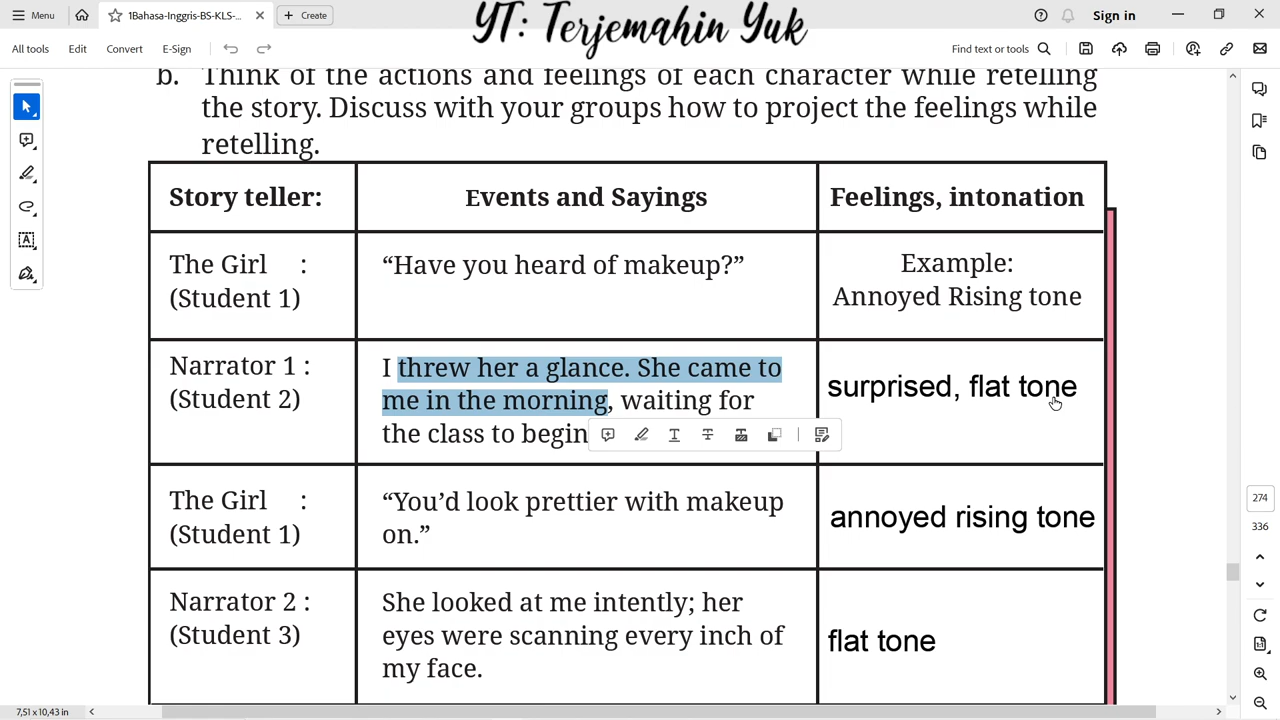 Menu
1Bahasa-Inggris-BS-KLS-...
Create
YT: Terjemahin Yuk
Sign in
All tools Edit Convert E-Sign
Find text or tools
b. Think of the actions and feelings of each character while retelling
the story. Discuss with your groups how to project the feelings while
retelling.
Story teller: Events and Sayings Feelings, intonation
The Girl :
(Student 1)
“Have you heard of makeup?”
Example:
Annoyed Rising tone
Narrator 1 :
(Student 2)
I threw her a glance. She came to
me in the morning, waiting for
the class to begin
surprised, flat tone
The Girl :
(Student 1)
“You’d look prettier with makeup
on.”
annoyed rising tone
Narrator 2 :
(Student 3)
She looked at me intently; her
eyes were scanning every inch of
my face.
flat tone
274
336
7,51 x 10,43 in